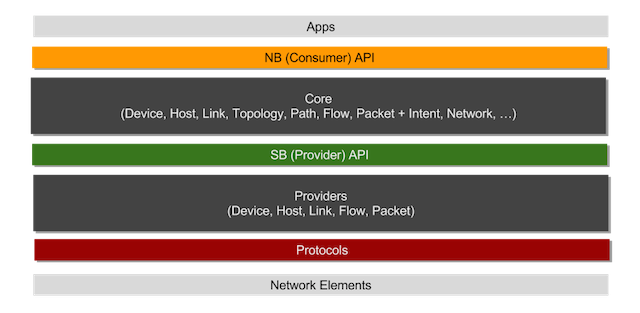 Apps
NB (Consumer) API
Core
(Device, Host, Link, Topology, Path, Flow, Packet + Intent, Network, …)
SB (Provider) API
Providers
(Device, Host, Link, Flow, Packet)
Protocols
Network Elements